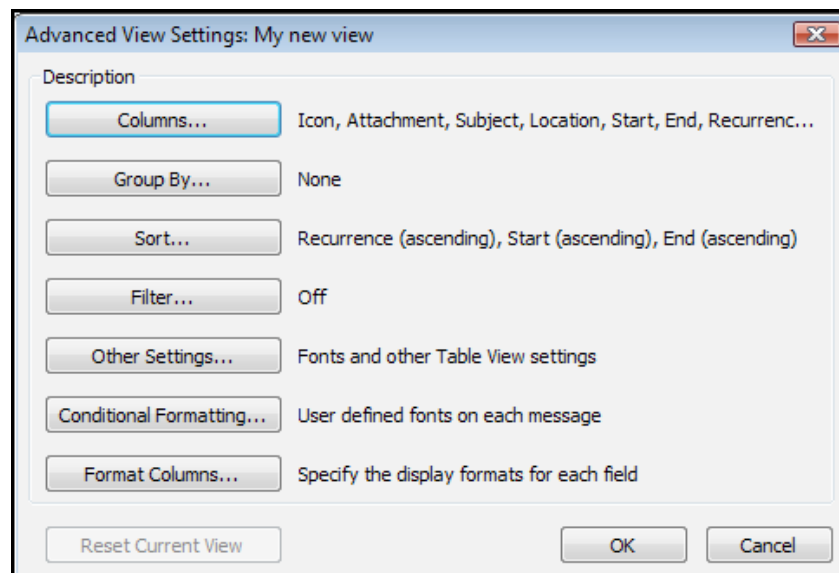 Advanced View Settings: My new view
Description
Columns... Icon, Attachment, Subject, Location, Start, End, Recurrenc...
Group By... None
Sort... Recurrence (ascending), Start (ascending), End (ascending)
Filter... Off
Other Settings... Fonts and other Table View settings
Conditional Formatting... User defined fonts on each message
Format Columns... Specify the display formats for each field
Reset Current View OK Cancel